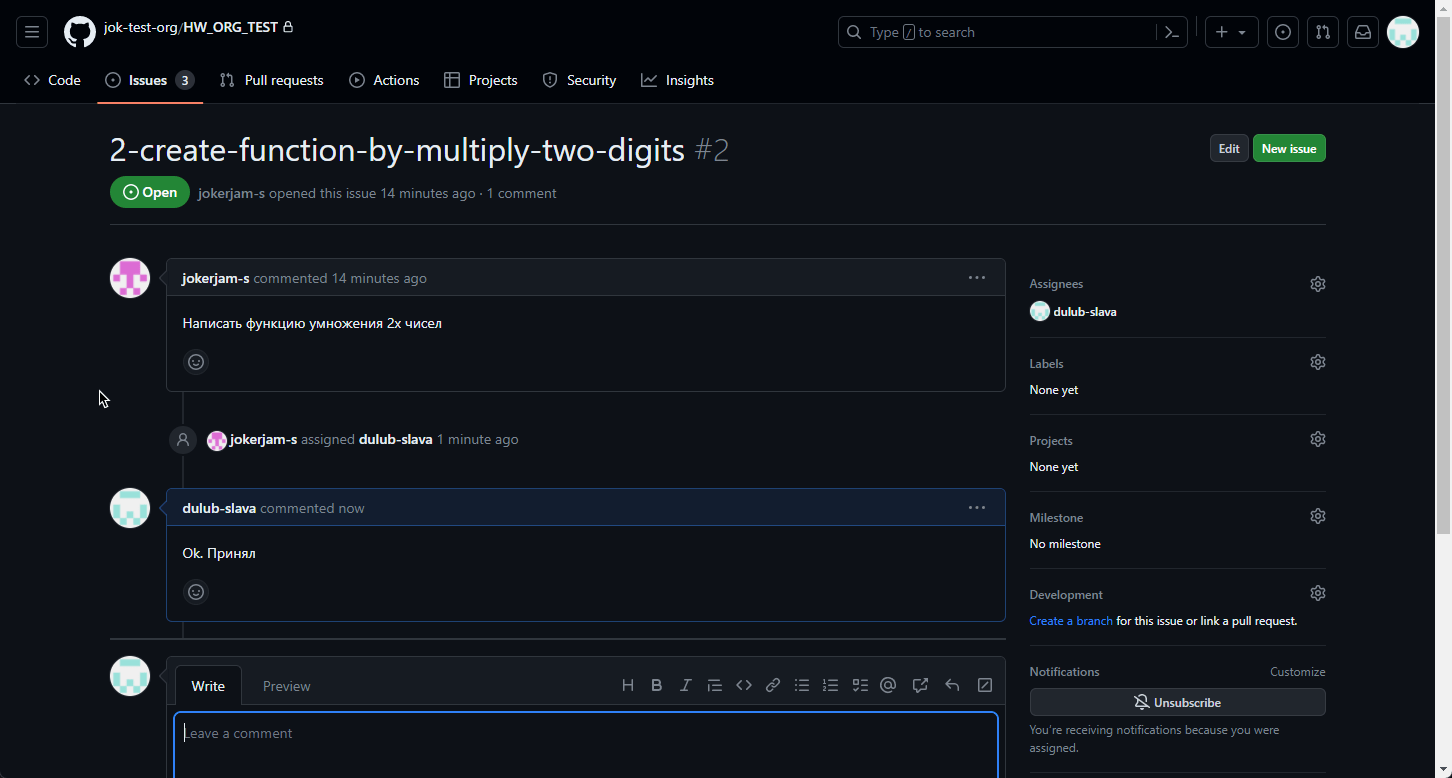 jok-test-org/HW_ORG_TEST
Type / to search
Code
Issues 3
Pull requests
Actions
Projects
Security
Insights
2-create-function-by-multiply-two-digits #2
Edit
New issue
Open
jokerjam-s opened this issue 14 minutes ago · 1 comment
jokerjam-s commented 14 minutes ago
Написать функцию умножения 2х чисел
jokerjam-s assigned dulub-slava 1 minute ago
dulub-slava commented now
Ok. Принял
Write
Preview
Leave a comment
Assignees
dulub-slava
Labels
None yet
Projects
None yet
Milestone
No milestone
Development
Create a branch for this issue or link a pull request.
Notifications
Customize
Unsubscribe
You're receiving notifications because you were
assigned.